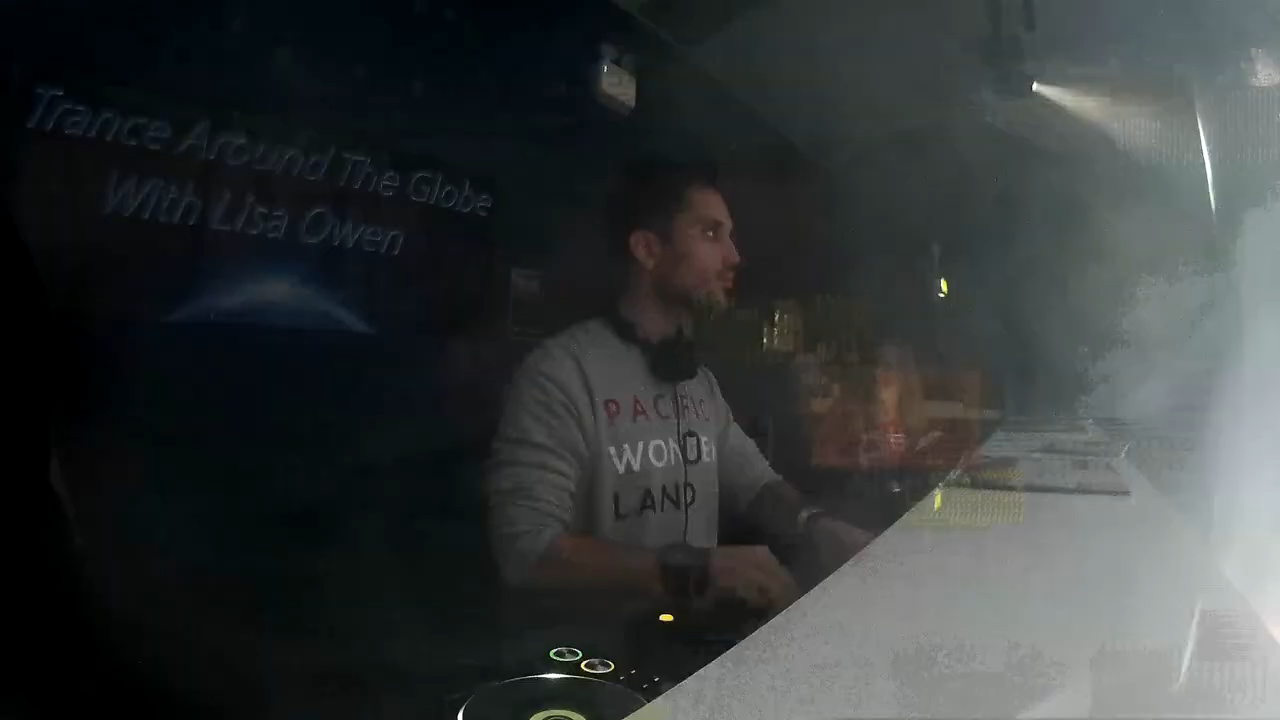 Trance Around The Globe
With Lisa Owen
PACIFIC
WONDER
LAND